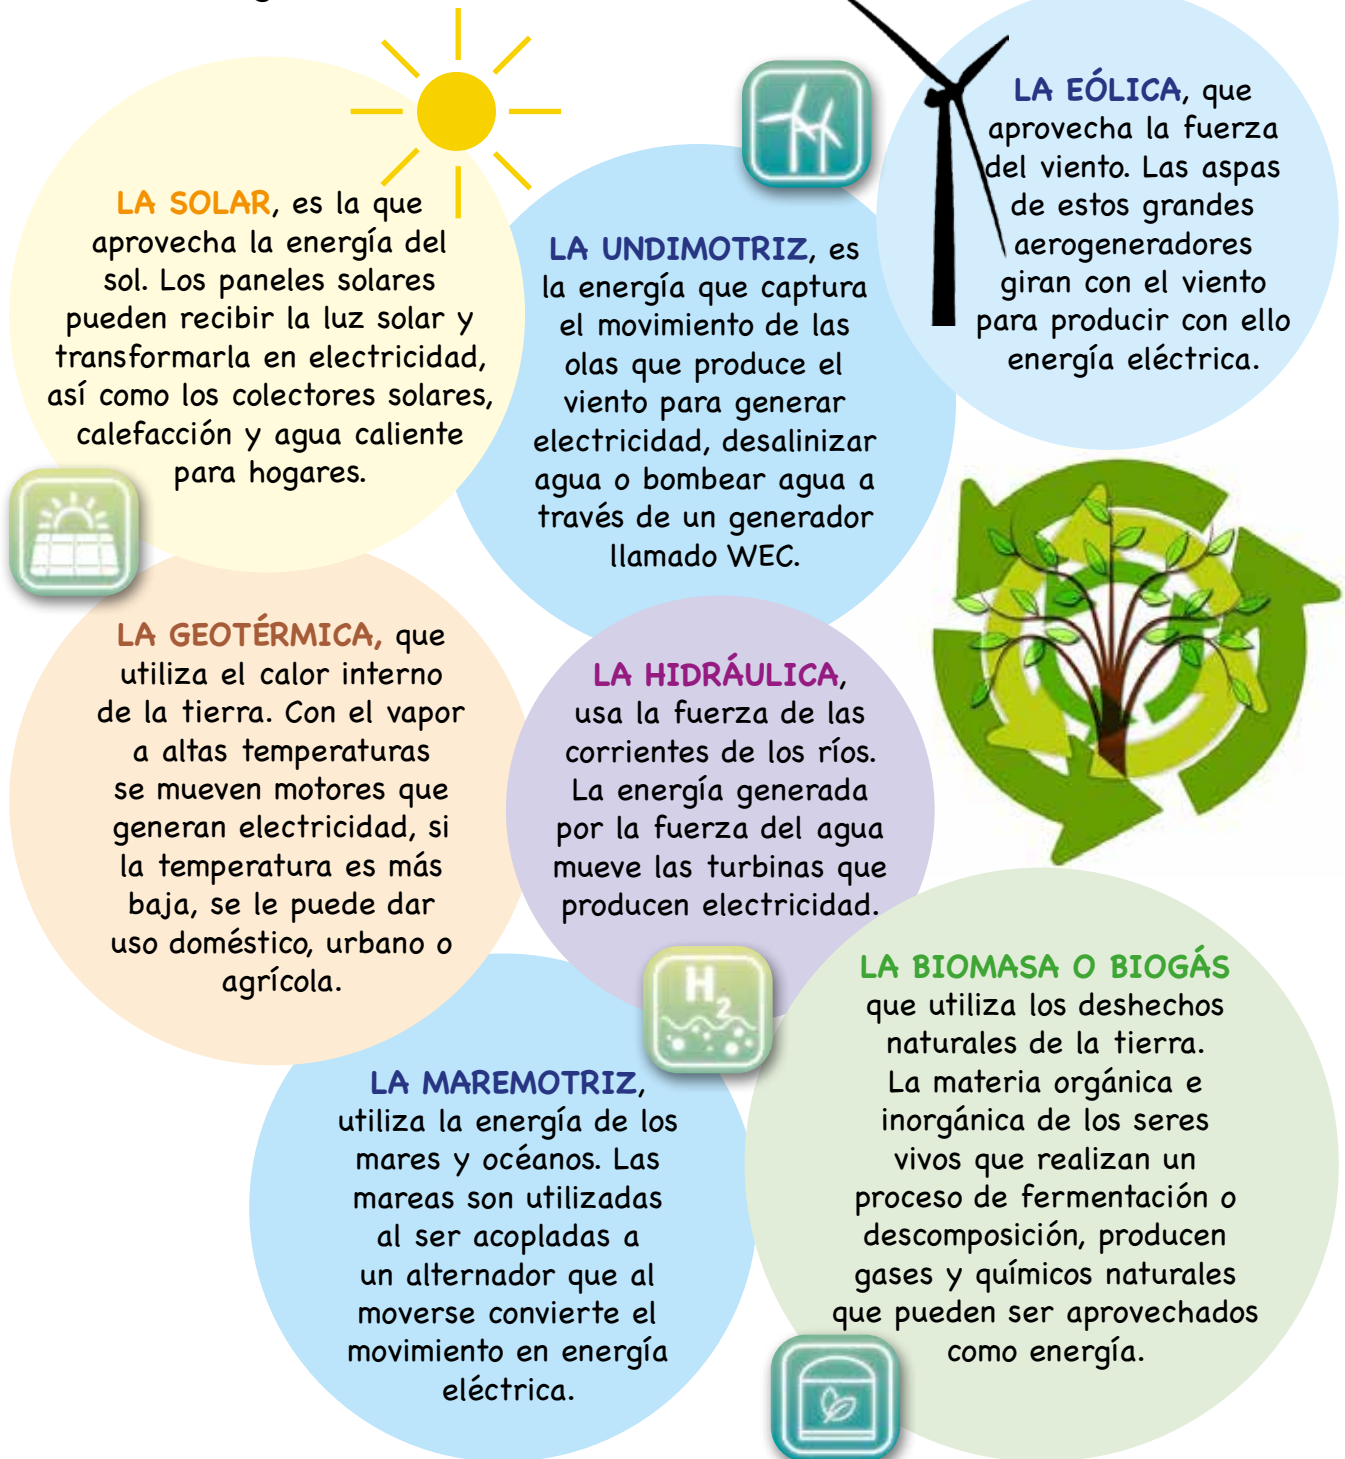 LA SOLAR, es la que
aprovecha la energía del
sol. Los paneles solares
pueden recibir la luz solar y
transformarla en electricidad,
así como los colectores solares,
calefacción y agua caliente
para hogares.
LA UNDIMOTRIZ, es
la energía que captura
el movimiento de las
olas que produce el
viento para generar
electricidad, desalinizar
agua o bombear agua a
través de un generador
llamado WEC.
LA EÓLICA, que
aprovecha la fuerza
del viento. Las aspas
de estos grandes
aerogeneradores
giran con el viento
para producir con ello
energía eléctrica.
LA GEOTÉRMICA, que
utiliza el calor interno
de la tierra. Con el vapor
a altas temperaturas
se mueven motores que
generan electricidad, si
la temperatura es más
baja, se le puede dar
uso doméstico, urbano o
agrícola.
LA HIDRÁULICA,
usa la fuerza de las
corrientes de los ríos.
La energía generada
por la fuerza del agua
mueve las turbinas que
producen electricidad.
H2
LA MAREMOTRIZ,
utiliza la energía de los
mares y océanos. Las
mareas son utilizadas
al ser acopladas a
un alternador que al
moverse convierte el
movimiento en energía
eléctrica.
LA BIOMASA O BIOGÁS
que utiliza los deshechos
naturales de la tierra.
La materia orgánica e
inorgánica de los seres
vivos que realizan un
proceso de fermentación o
descomposición, producen
gases y químicos naturales
que pueden ser aprovechados
como energía.